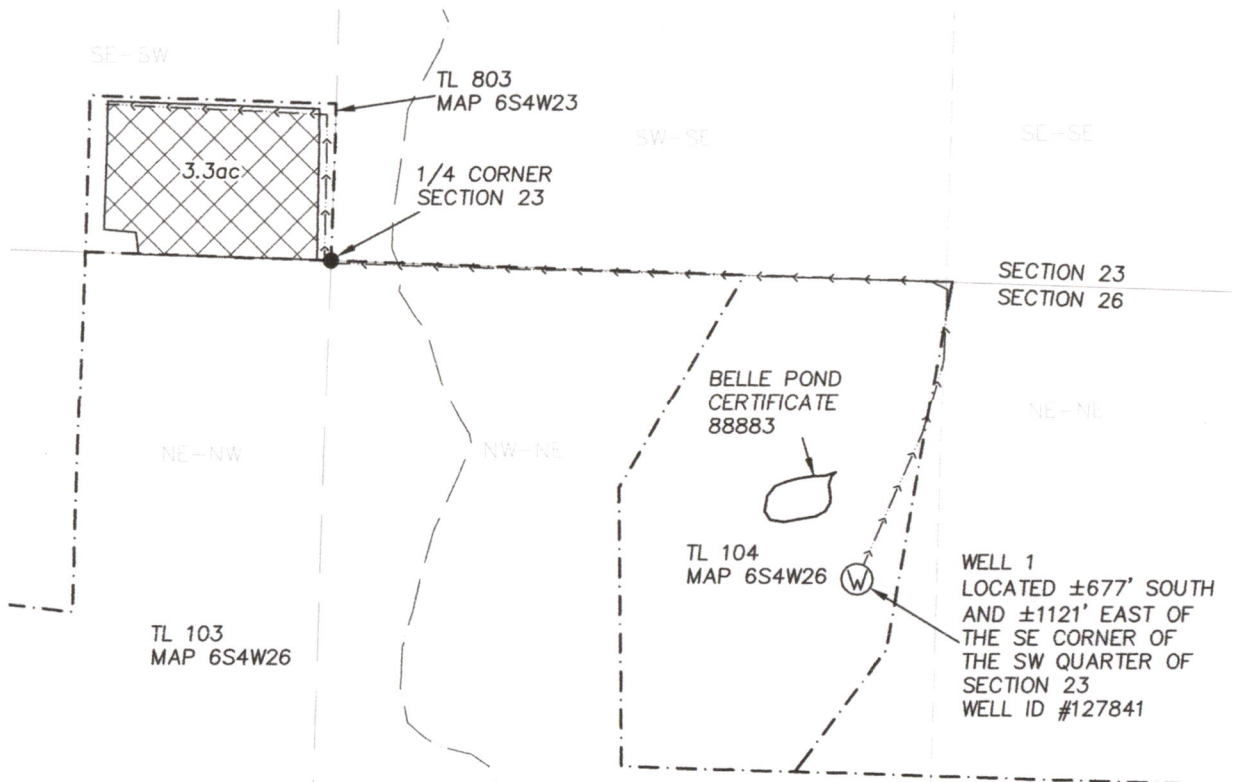 SE-SW
TL 803
MAP 6S4W23
SW-SE
SE-SE
3.3ac
1/4 CORNER
SECTION 23
SECTION 23
SECTION 26
BELLE POND
CERTIFICATE
88883
NE-NW
NW-NE
NE-NE
TL 104
MAP 6S4W26
W
WELL 1
LOCATED ±677' SOUTH
AND ±1121' EAST OF
THE SE CORNER OF
THE SW QUARTER OF
SECTION 23
WELL ID #127841
TL 103
MAP 6S4W26